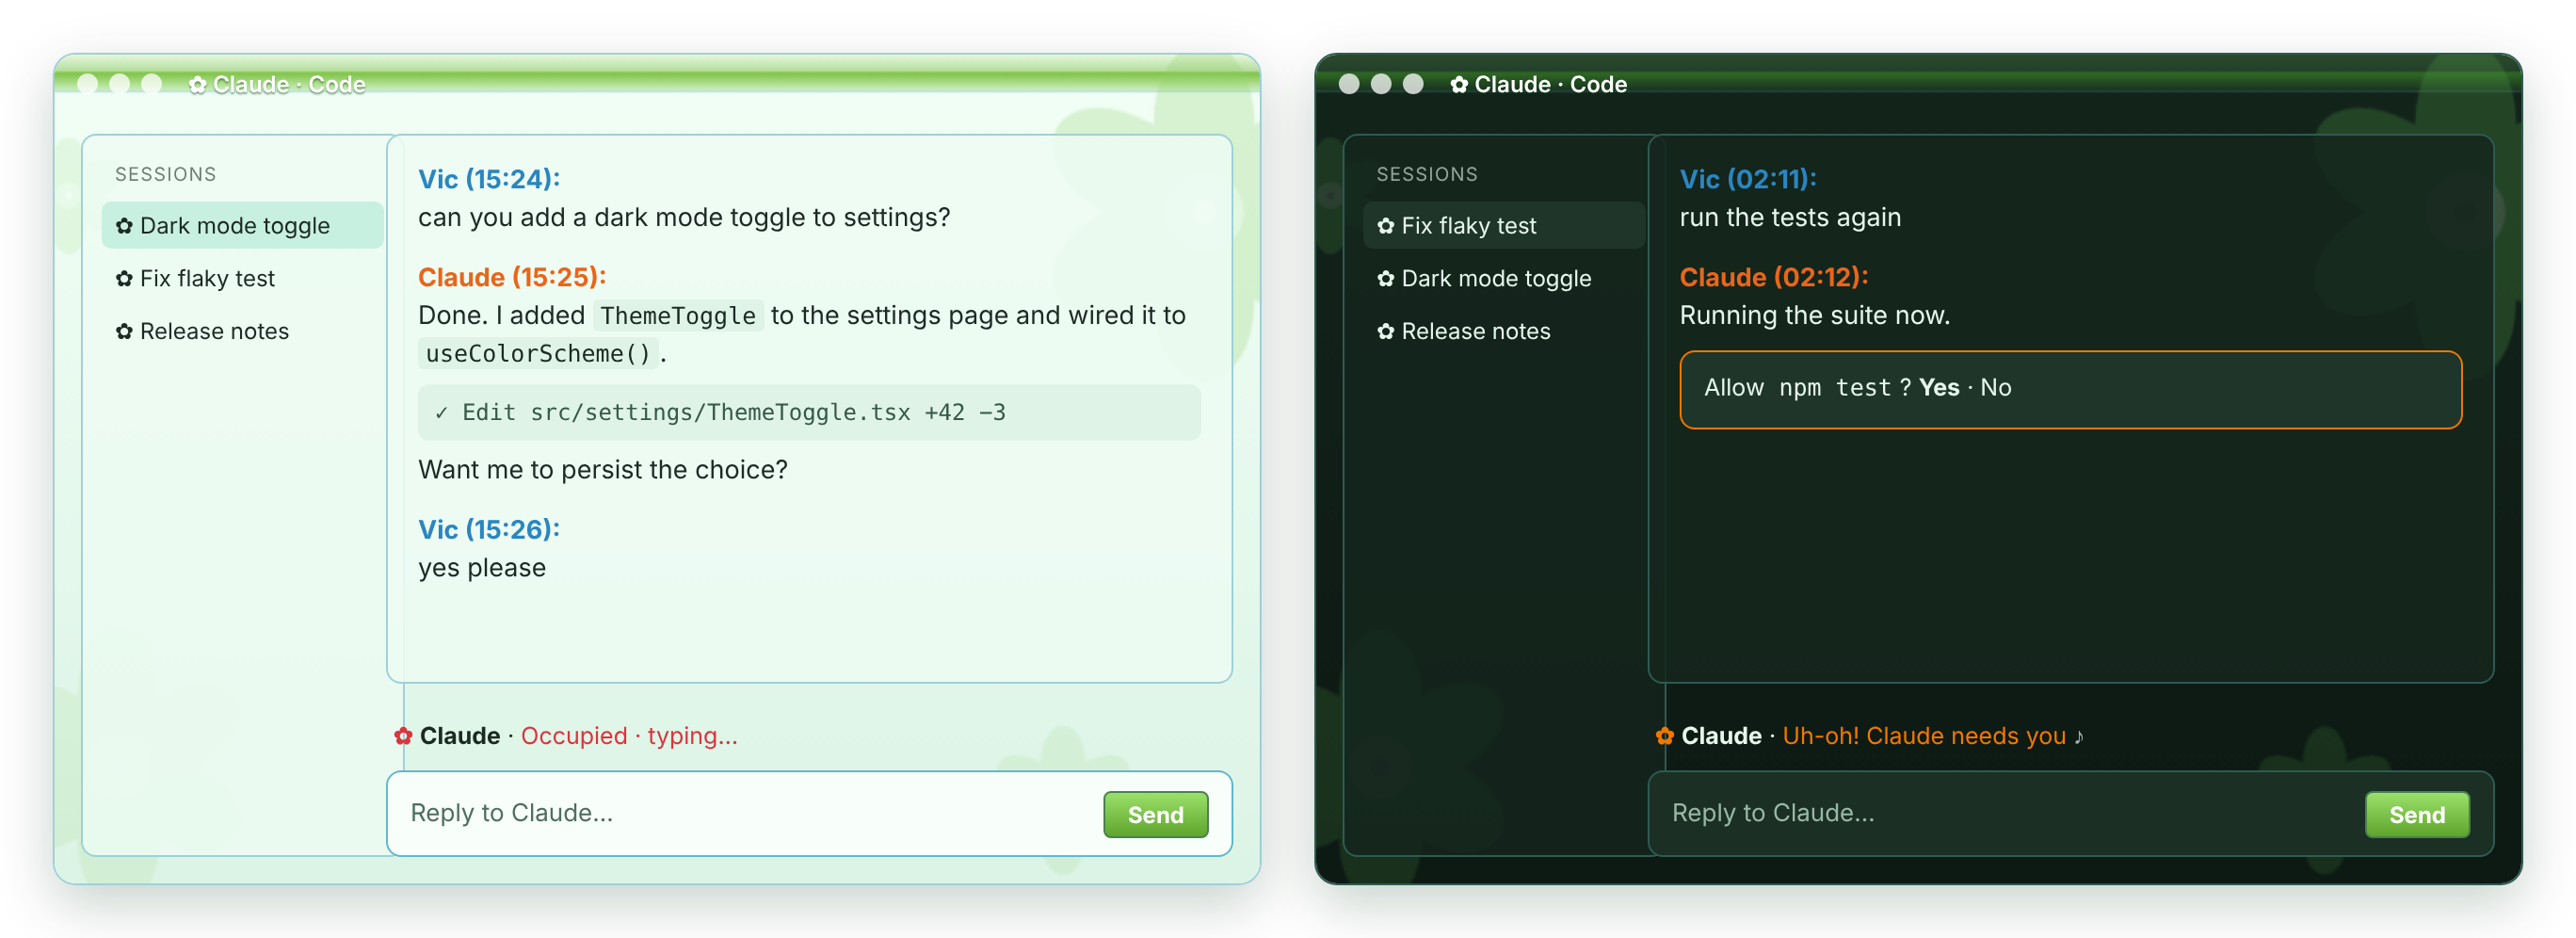 ✿ Claude · Code
SESSIONS
✿ Dark mode toggle
✿ Fix flaky test
✿ Release notes
Vic (15:24):
can you add a dark mode toggle to settings?
Claude (15:25):
Done. I added ThemeToggle to the settings page and wired it to
useColorScheme().
✓ Edit src/settings/ThemeToggle.tsx +42 −3
Want me to persist the choice?
Vic (15:26):
yes please
✿ Claude · Occupied · typing…
Reply to Claude…
Send
✿ Claude · Code
SESSIONS
✿ Fix flaky test
✿ Dark mode toggle
✿ Release notes
Vic (02:11):
run the tests again
Claude (02:12):
Running the suite now.
Allow npm test? Yes · No
✿ Claude · Uh-oh! Claude needs you ♪
Reply to Claude…
Send